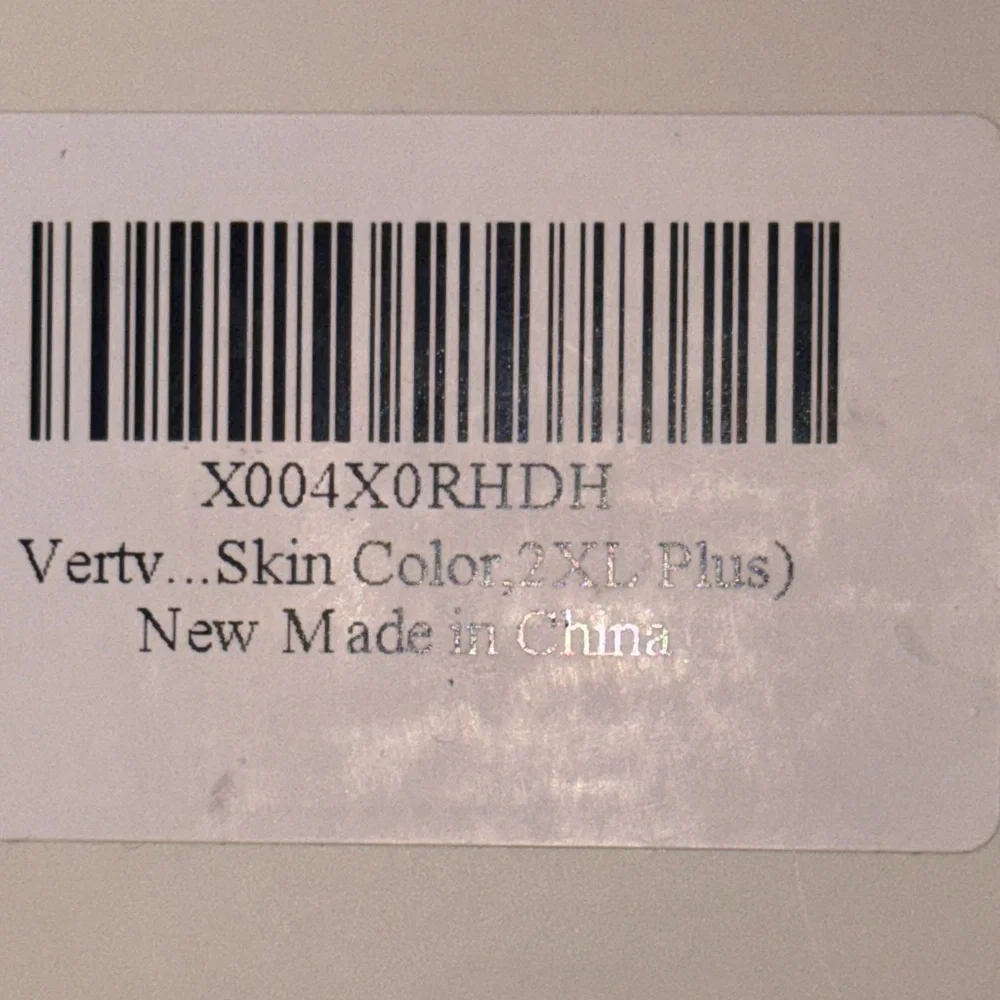 X004X0RHDH
Vertv...Skin Color,2XL Plus)
New Made in China